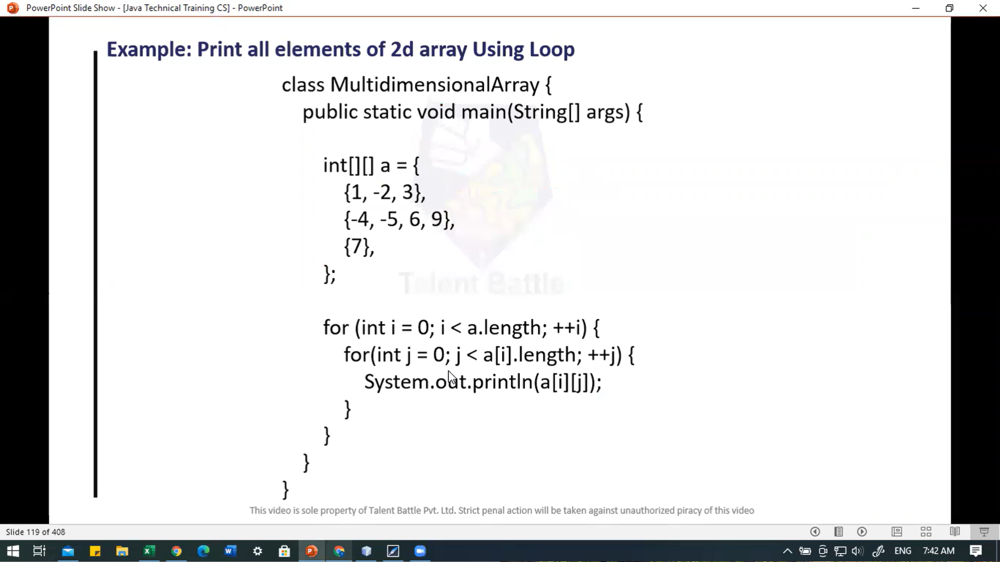 PowerPoint Slide Show - [Java Technical Training CS] - PowerPoint
Example: Print all elements of 2d array Using Loop
class MultidimensionalArray {
public static void main(String[] args) {
int[][] a = {
{1, -2, 3},
{-4, -5, 6, 9},
{7},
};
Talent Battle
for (int i = 0; i < a.length; ++i) {
for(int j = 0; j < a[i].length; ++j) {
System.out.println(a[i][j]);
}
}
}
}
This video is sole property of Talent Battle Pvt. Ltd. Strict penal action will be taken against unauthorized piracy of this video
Slide 119 of 408
ENG 7:42 AM